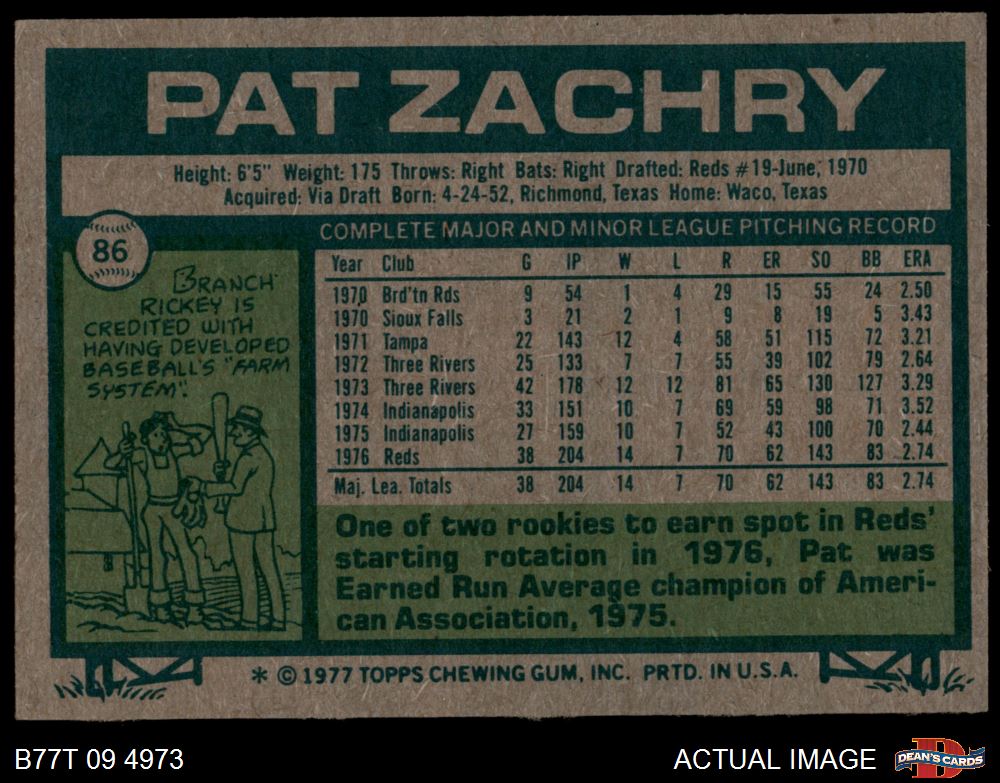 PAT ZACHRY
Height: 6'5" Weight: 175 Throws: Right Bats: Right Drafted: Reds #19-June, 1970
Acquired: Via Draft Born: 4-24-52, Richmond, Texas Home: Waco, Texas
86
BRANCH
RICKEY IS
CREDITED WITH
HAVING DEVELOPED
BASEBALL'S "FARM
SYSTEM".
COMPLETE MAJOR AND MINOR LEAGUE PITCHING RECORD
Year Club G IP W L R ER SO BB ERA
1970 Brd'tn Rds 9 54 1 4 29 15 55 24 2.50
1970 Sioux Falls 3 21 2 1 9 8 19 5 3.43
1971 Tampa 22 143 12 4 58 51 115 72 3.21
1972 Three Rivers 25 133 7 7 55 39 102 79 2.64
1973 Three Rivers 42 178 12 12 81 65 130 127 3.29
1974 Indianapolis 33 151 10 7 69 59 98 71 3.52
1975 Indianapolis 27 159 10 7 52 43 100 70 2.44
1976 Reds 38 204 14 7 70 62 143 83 2.74
Maj. Lea. Totals 38 204 14 7 70 62 143 83 2.74
One of two rookies to earn spot in Reds'
starting rotation in 1976, Pat was
Earned Run Average champion of Ameri-
can Association, 1975.
* © 1977 TOPPS CHEWING GUM, INC. PRTD. IN U.S.A.
B77T 09 4973
ACTUAL IMAGE
D
DEAN'S CARDS